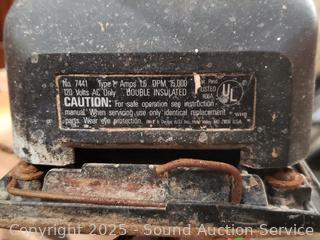 No. 7441 Type 1 Amps 1.6 OPM 15,000
120 Volts AC Only DOUBLE INSULATED
CAUTION: For safe operation see instruction
manual. When servicing use only identical replacement
parts. Wear eye protection.
LISTED
UL
Copyright 2025 - Sound Auction Service